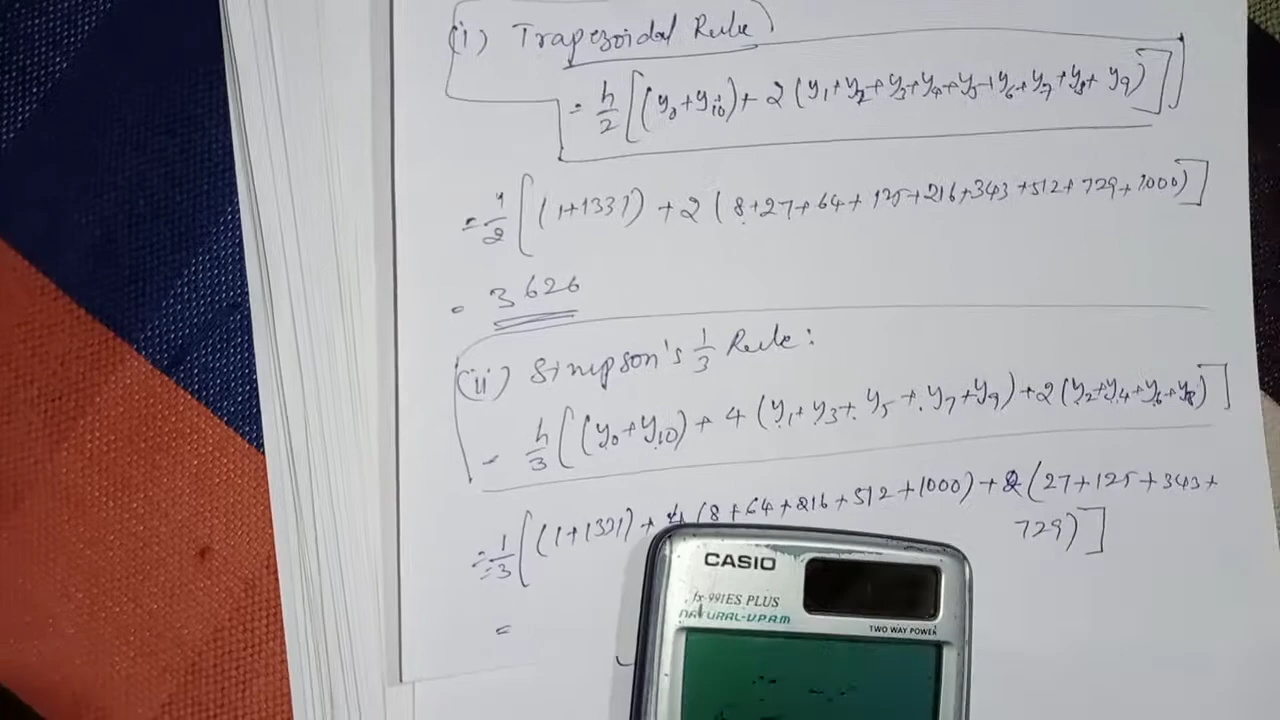 (i) Trapezoidal Rule
= h/2 [(y0+y10)+ 2 (y1+y2+y3+y4+y5+y6+y7+y8+ y9)]
= 1/2 [(1+1331) +2 (8+27+64+125+216+343+512+729+1000)]
= 3626
(ii) Simpson's 1/3 Rule:
= h/3 [(y0+y10)+ 4 (y1+y3+y5+y7+y9)+2(y2+y4+y6+y8)]
= 1/3 [(1+1331)+ 4 (8+64+216+512+1000)+2(27+125+343+
729)]
=
CASIO
fx-991ES PLUS
NATURAL-V.P.A.M.
TWO WAY POWER